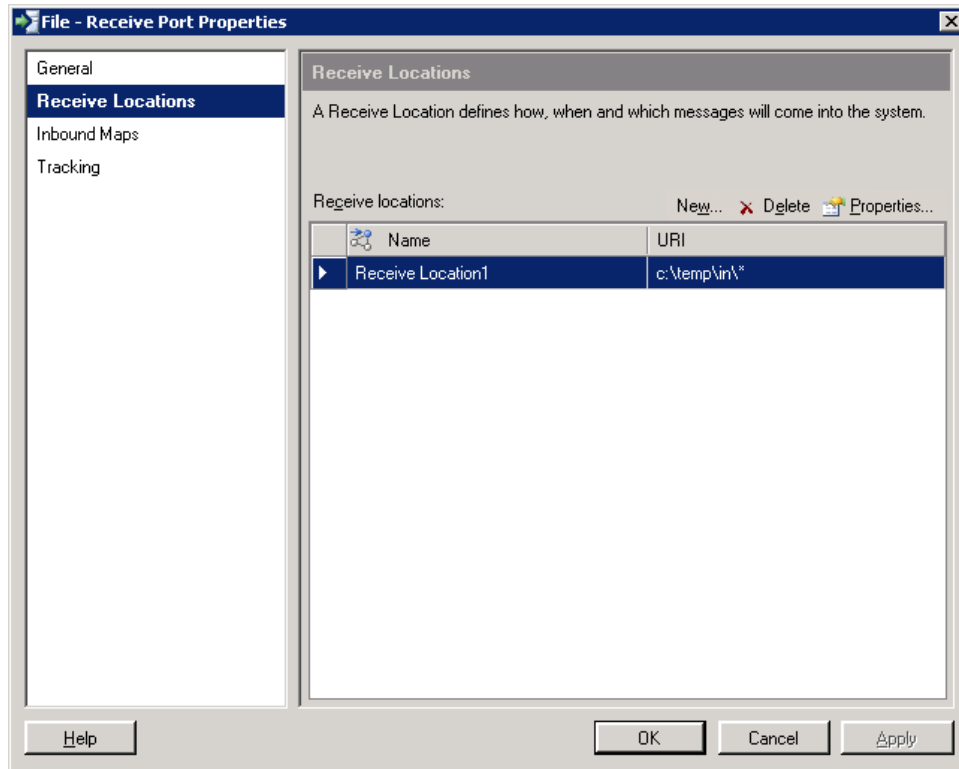 File - Receive Port Properties
General
Receive Locations
Inbound Maps
Tracking
Receive Locations
A Receive Location defines how, when and which messages will come into the system.
Receive locations:
New... Delete Properties...
Name URI
Receive Location1 c:\temp\in\*
Help OK Cancel Apply